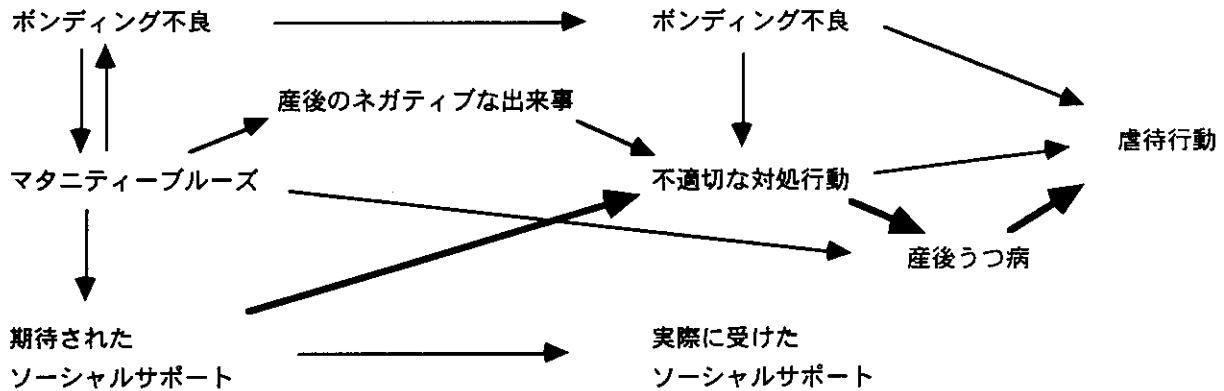 ボンディング不良
ボンディング不良
産後のネガティブな出来事
虐待行動
マタニティーブルーズ
不適切な対処行動
産後うつ病
期待された
ソーシャルサポート
実際に受けた
ソーシャルサポート